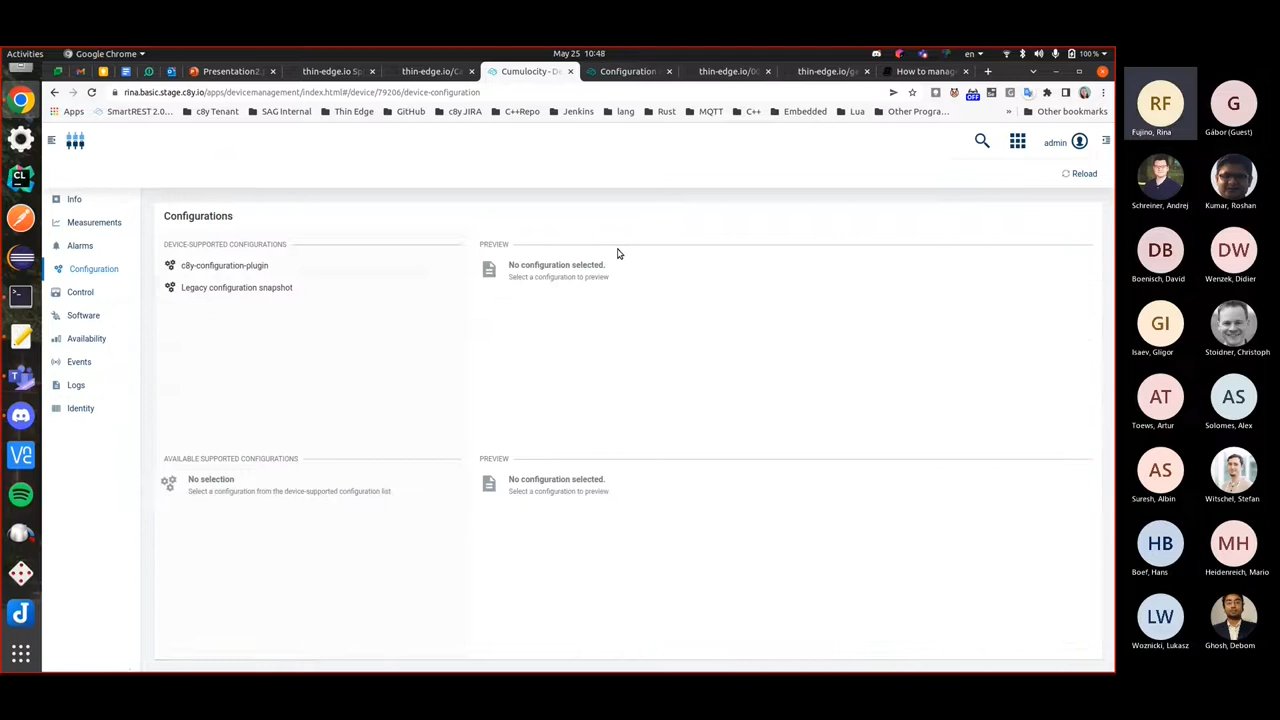 Activities
Google Chrome
May 25 10:48
en
100 %
Presentation2.
thin-edge.io Sp
thin-edge.io/Ca
Cumulocity - De
Configuration
thin-edge.io/00
thin-edge.io/ge
How to manag
rina.basic.stage.c8y.io/apps/devicemanagement/index.html#/device/79206/device-configuration
OFF
Apps
SmartREST 2.0...
c8y Tenant
SAG Internal
Thin Edge
GitHub
c8y JIRA
C++Repo
Jenkins
lang
Rust
MQTT
C++
Embedded
Lua
Other Progra...
»
Other bookmarks
admin
Reload
Info
Measurements
Alarms
Configuration
Control
Software
Availability
Events
Logs
Identity
Configurations
DEVICE-SUPPORTED CONFIGURATIONS
c8y-configuration-plugin
Legacy configuration snapshot
PREVIEW
No configuration selected.
Select a configuration to preview
AVAILABLE SUPPORTED CONFIGURATIONS
No selection
Select a configuration from the device-supported configuration list
PREVIEW
No configuration selected.
Select a configuration to preview
RF
Fujino, Rina
G
Gábor (Guest)
Schreiner, Andrej
Kumar, Roshan
DB
Boenisch, David
DW
Wenzek, Didier
GI
Isaev, Gligor
Stoidner, Christoph
AT
Toews, Artur
AS
Solomes, Alex
AS
Suresh, Albin
Witschel, Stefan
HB
Boef, Hans
MH
Heidenreich, Mario
LW
Woznicki, Lukasz
Ghosh, Debom